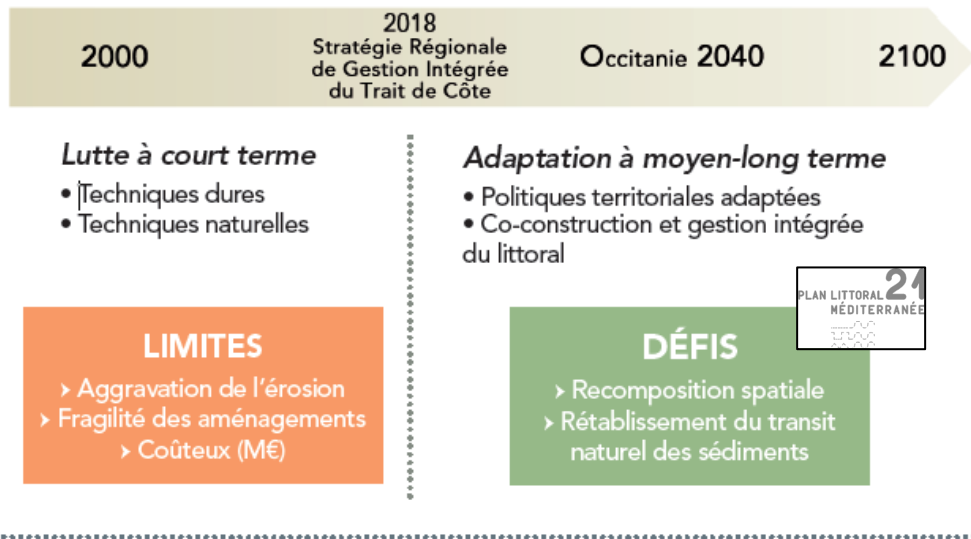 2000
2018
Stratégie Régionale
de Gestion Intégrée
du Trait de Côte
Occitanie 2040
2100
Lutte à court terme
• Techniques dures
• Techniques naturelles
Adaptation à moyen-long terme
• Politiques territoriales adaptées
• Co-construction et gestion intégrée
du littoral
PLAN LITTORAL 21
MÉDITERRANÉE
LIMITES
> Aggravation de l'érosion
> Fragilité des aménagements
> Coûteux (M€)
DÉFIS
> Recomposition spatiale
> Rétablissement du transit
naturel des sédiments